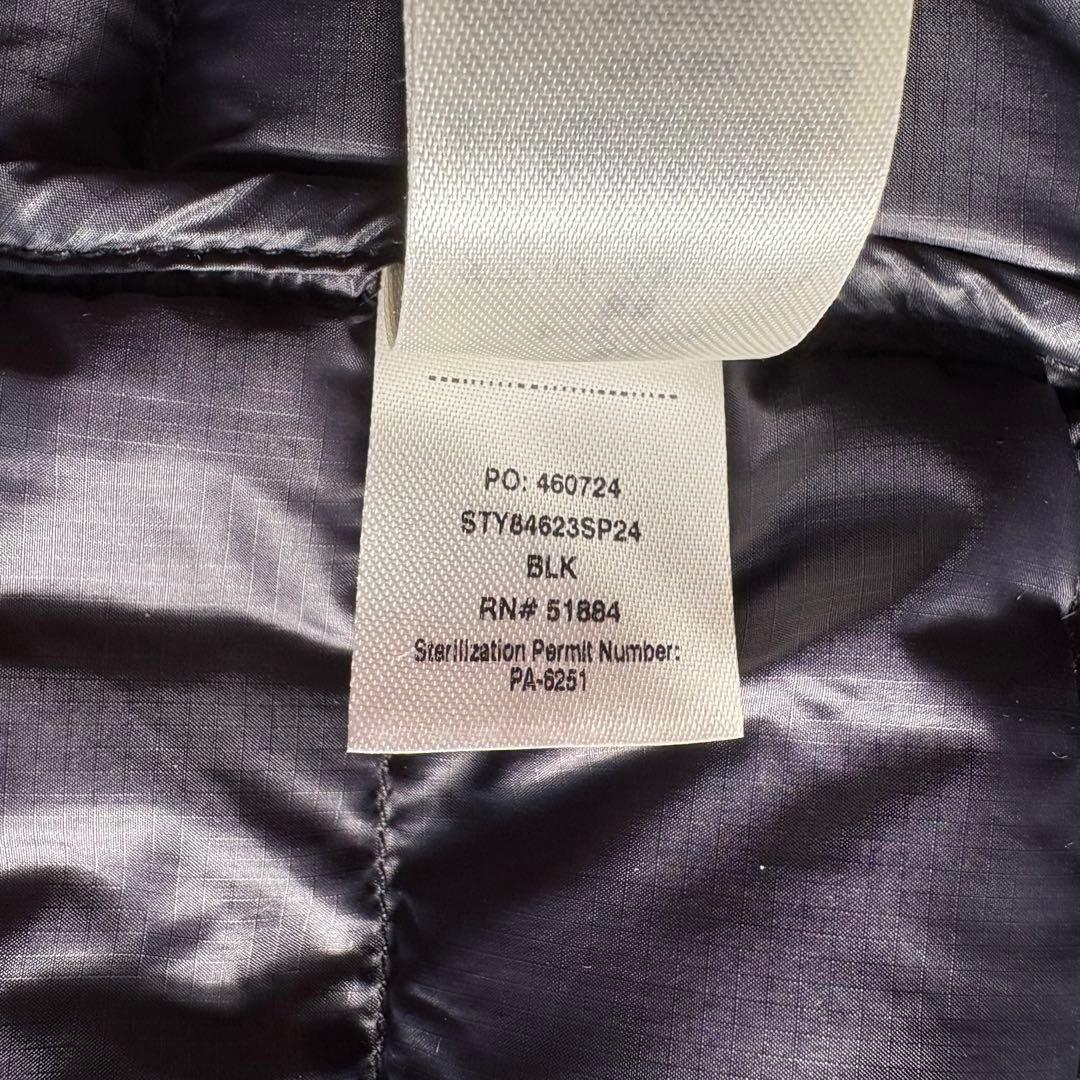 PO: 460724
STY84623SP24
BLK
RN# 51884
Sterilization Permit Number:
PA-6251